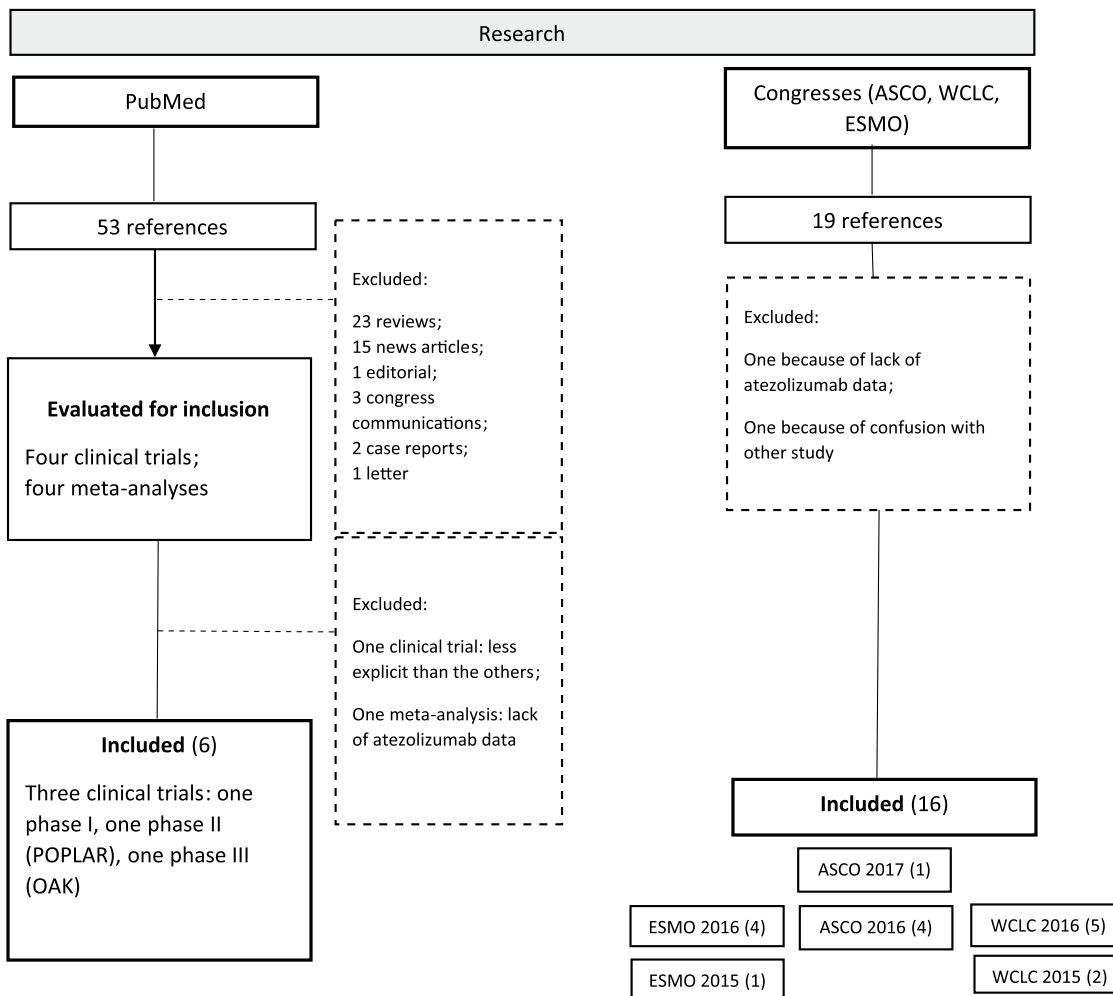 Research
PubMed
53 references
Excluded:
23 reviews;
15 news articles;
1 editorial;
3 congress
communications;
2 case reports;
1 letter
Evaluated for inclusion
Four clinical trials;
four meta-analyses
Excluded:
One clinical trial: less
explicit than the others;
One meta-analysis: lack
of atezolizumab data
Included (6)
Three clinical trials: one
phase I, one phase II
(POPLAR), one phase III
(OAK)
Congresses (ASCO, WCLC,
ESMO)
19 references
Excluded:
One because of lack of
atezolizumab data;
One because of confusion with
other study
Included (16)
ASCO 2017 (1)
ESMO 2016 (4)
ASCO 2016 (4)
WCLC 2016 (5)
ESMO 2015 (1)
WCLC 2015 (2)